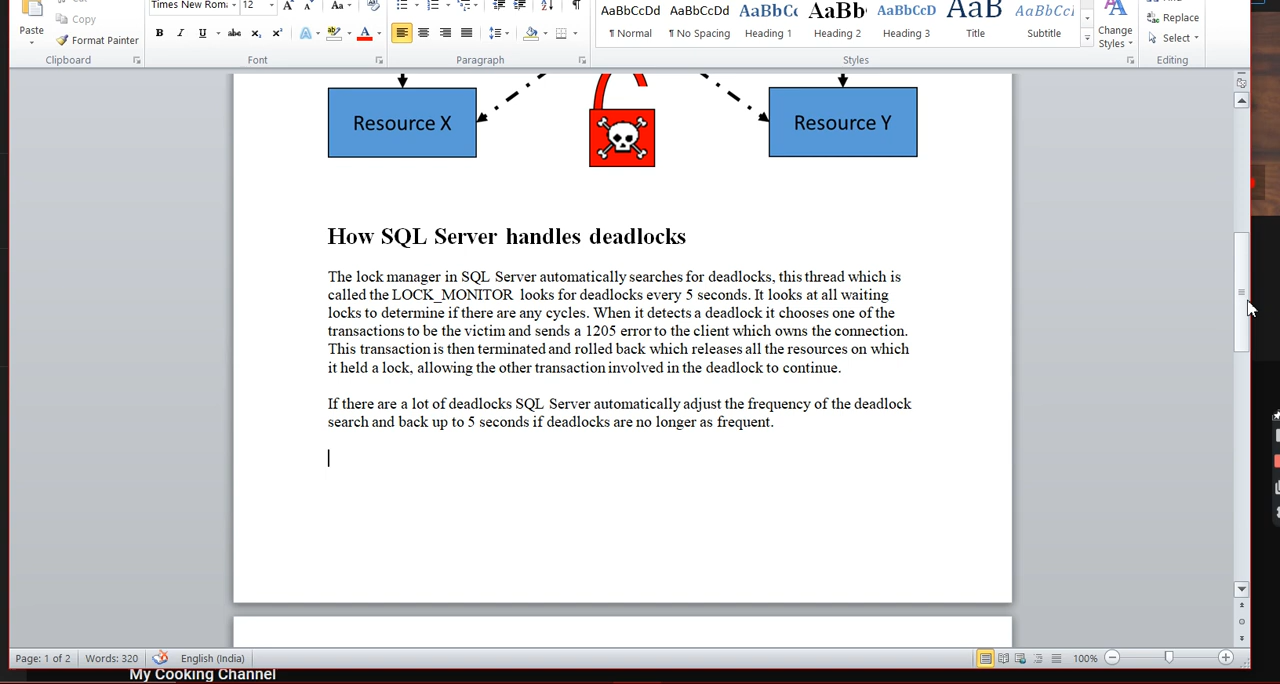 Times New Rom 12 Aa
AaBbCcDd AaBbCcDd AaBbCc AaBb AaBbCcD AaB AaBbCcI
Copy
Paste
Format Painter
B I U abc x₂ x² A A
¶ Normal ¶ No Spacing Heading 1 Heading 2 Heading 3 Title Subtitle
Change
Styles
Replace
Select
Clipboard Font Paragraph Styles Editing
Resource X
Resource Y
How SQL Server handles deadlocks
The lock manager in SQL Server automatically searches for deadlocks, this thread which is
called the LOCK_MONITOR looks for deadlocks every 5 seconds. It looks at all waiting
locks to determine if there are any cycles. When it detects a deadlock it chooses one of the
transactions to be the victim and sends a 1205 error to the client which owns the connection.
This transaction is then terminated and rolled back which releases all the resources on which
it held a lock, allowing the other transaction involved in the deadlock to continue.
If there are a lot of deadlocks SQL Server automatically adjust the frequency of the deadlock
search and back up to 5 seconds if deadlocks are no longer as frequent.
Page: 1 of 2 Words: 320 English (India) 100%
My Cooking Channel